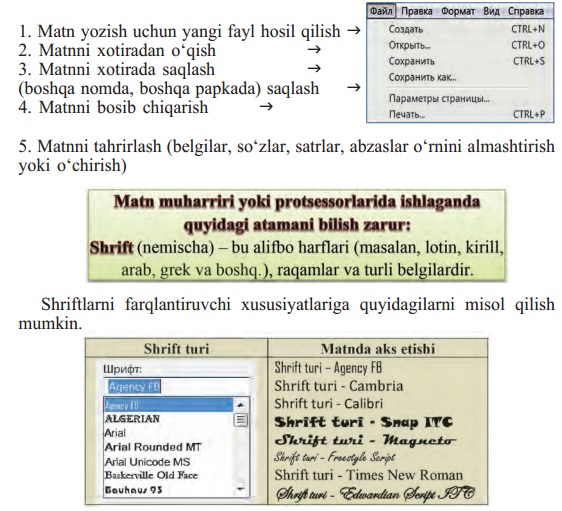 1. Matn yozish uchun yangi fayl hosil qilish →
2. Matnni xotiradan o‘qish →
3. Matnni xotirada saqlash →
(boshqa nomda, boshqa papkada) saqlash →
4. Matnni bosib chiqarish →
Файл Правка Формат Вид Справка
Создать CTRL+N
Открыть... CTRL+O
Сохранить CTRL+S
Сохранить как...
Параметры страницы...
Печать... CTRL+P
5. Matnni tahrirlash (belgilar, so‘zlar, satrlar, abzaslar o‘rnini almashtirish
yoki o‘chirish)
Matn muharriri yoki protsessorlarida ishlaganda
quyidagi atamani bilish zarur:
Shrift (nemischa) – bu alifbo harflari (masalan, lotin, kirill,
arab, grek va boshq.), raqamlar va turli belgilardir.
Shriftlarni farqlantiruvchi xususiyatlariga quyidagilarni misol qilish
mumkin.
Shrift turi
Шрифт:
Agency FB
Agency FB
ALGERIAN
Arial
Arial Rounded MT
Arial Unicode MS
Baskerville Old Face
Bauhaus 93
Matnda aks etishi
Shrift turi – Agency FB
Shrift turi - Cambria
Shrift turi - Calibri
Shrift turi - Snap ITC
Shrift turi - Magneto
Shrift turi - Freestyle Script
Shrift turi - Times New Roman
Shrift turi - Edwardian Script ITC